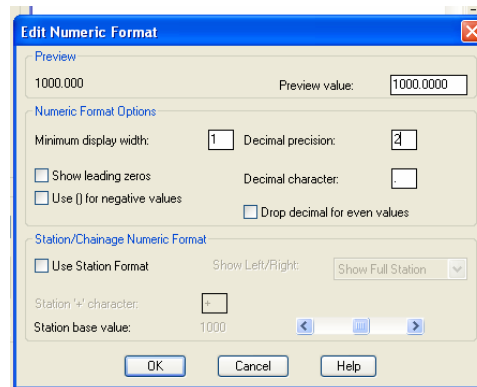 Edit Numeric Format
Preview
1000.000 Preview value: 1000.0000
Numeric Format Options
Minimum display width: 1 Decimal precision: 2
Show leading zeros Decimal character: .
Use () for negative values
Drop decimal for even values
Station/Chainage Numeric Format
Use Station Format Show Left/Right: Show Full Station
Station '+' character: +
Station base value: 1000
OK Cancel Help